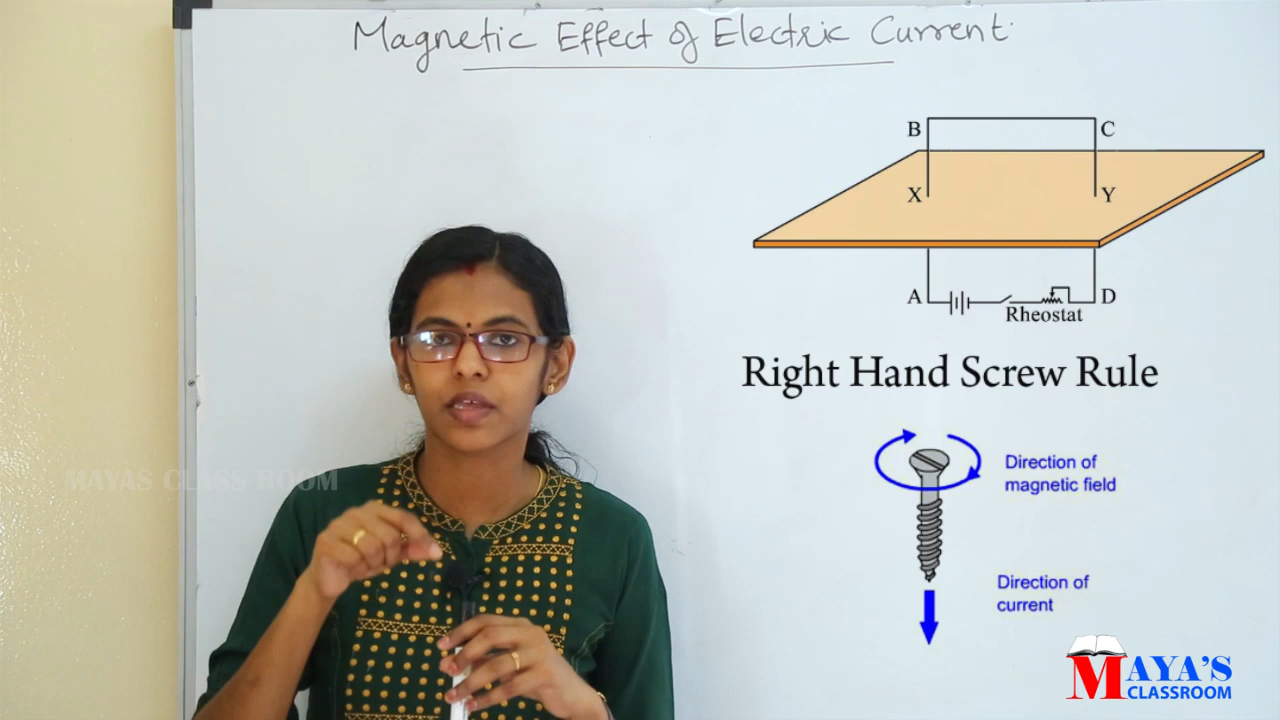 Magnetic Effect of Electric Current
B C
X Y
A D
Rheostat
Right Hand Screw Rule
Direction of
magnetic field
Direction of
current
MAYAS CLASS ROOM
MAYA'S
CLASSROOM